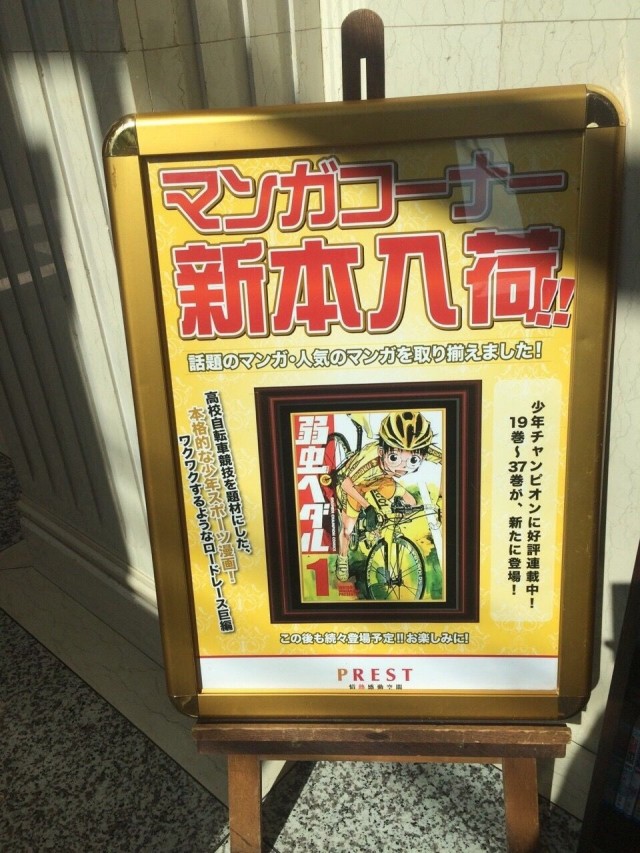 マンガコーナー
新本入荷!!
話題のマンガ・人気のマンガを取り揃えました!
少年チャンピオンに好評連載中!
19巻~37巻が、新たに登場!
弱虫ペダル
1
高校自転車競技を題材にした、
本格的な少年スポーツ漫画!
ワクワクするようなロードレース巨編
この後も続々登場予定!!お楽しみに!
PREST